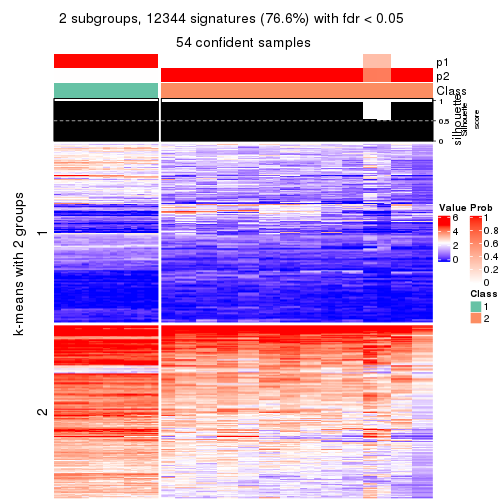 2 subgroups, 12344 signatures (76.6%) with fdr < 0.05
54 confident samples
p1
p2
Class
silhouette
Silhouette
score
1
0.5
0
k-means with 2 groups
1
2
Value
6
4
2
0
Prob
1
0.8
0.6
0.4
0.2
0
Class
1
2